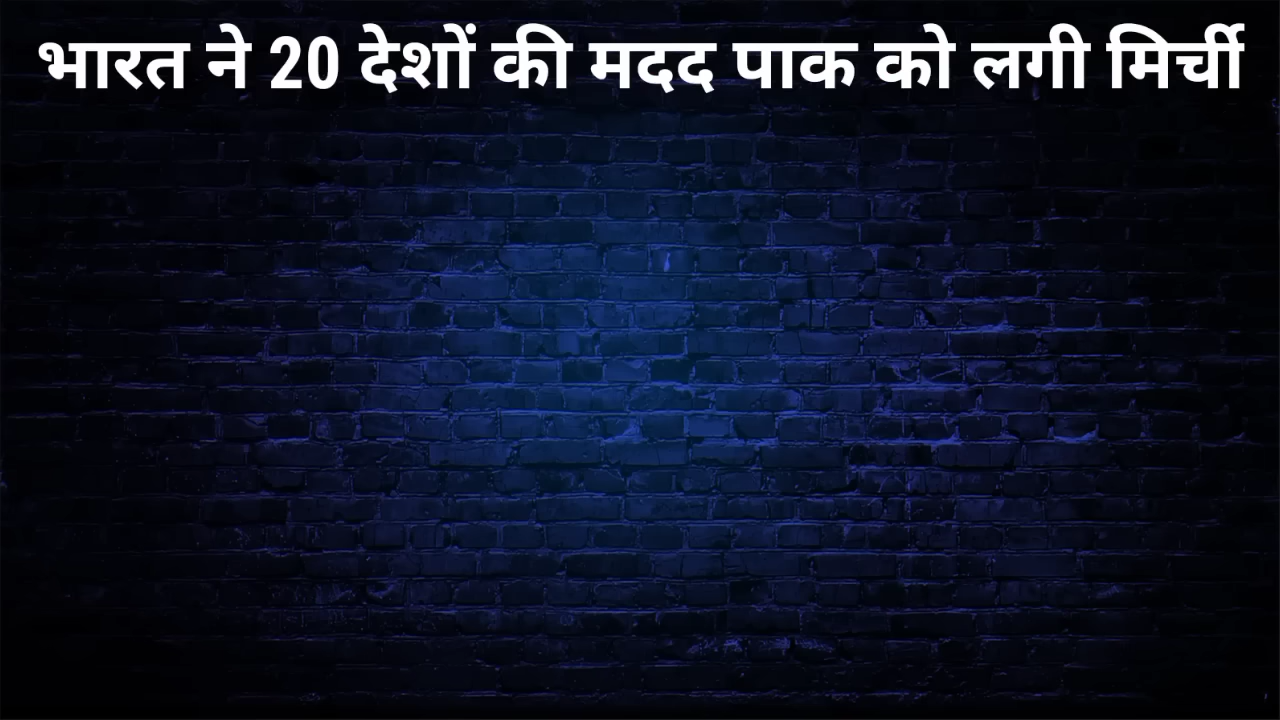 भारत ने 20 देशों की मदद पाक को लगी मिर्ची